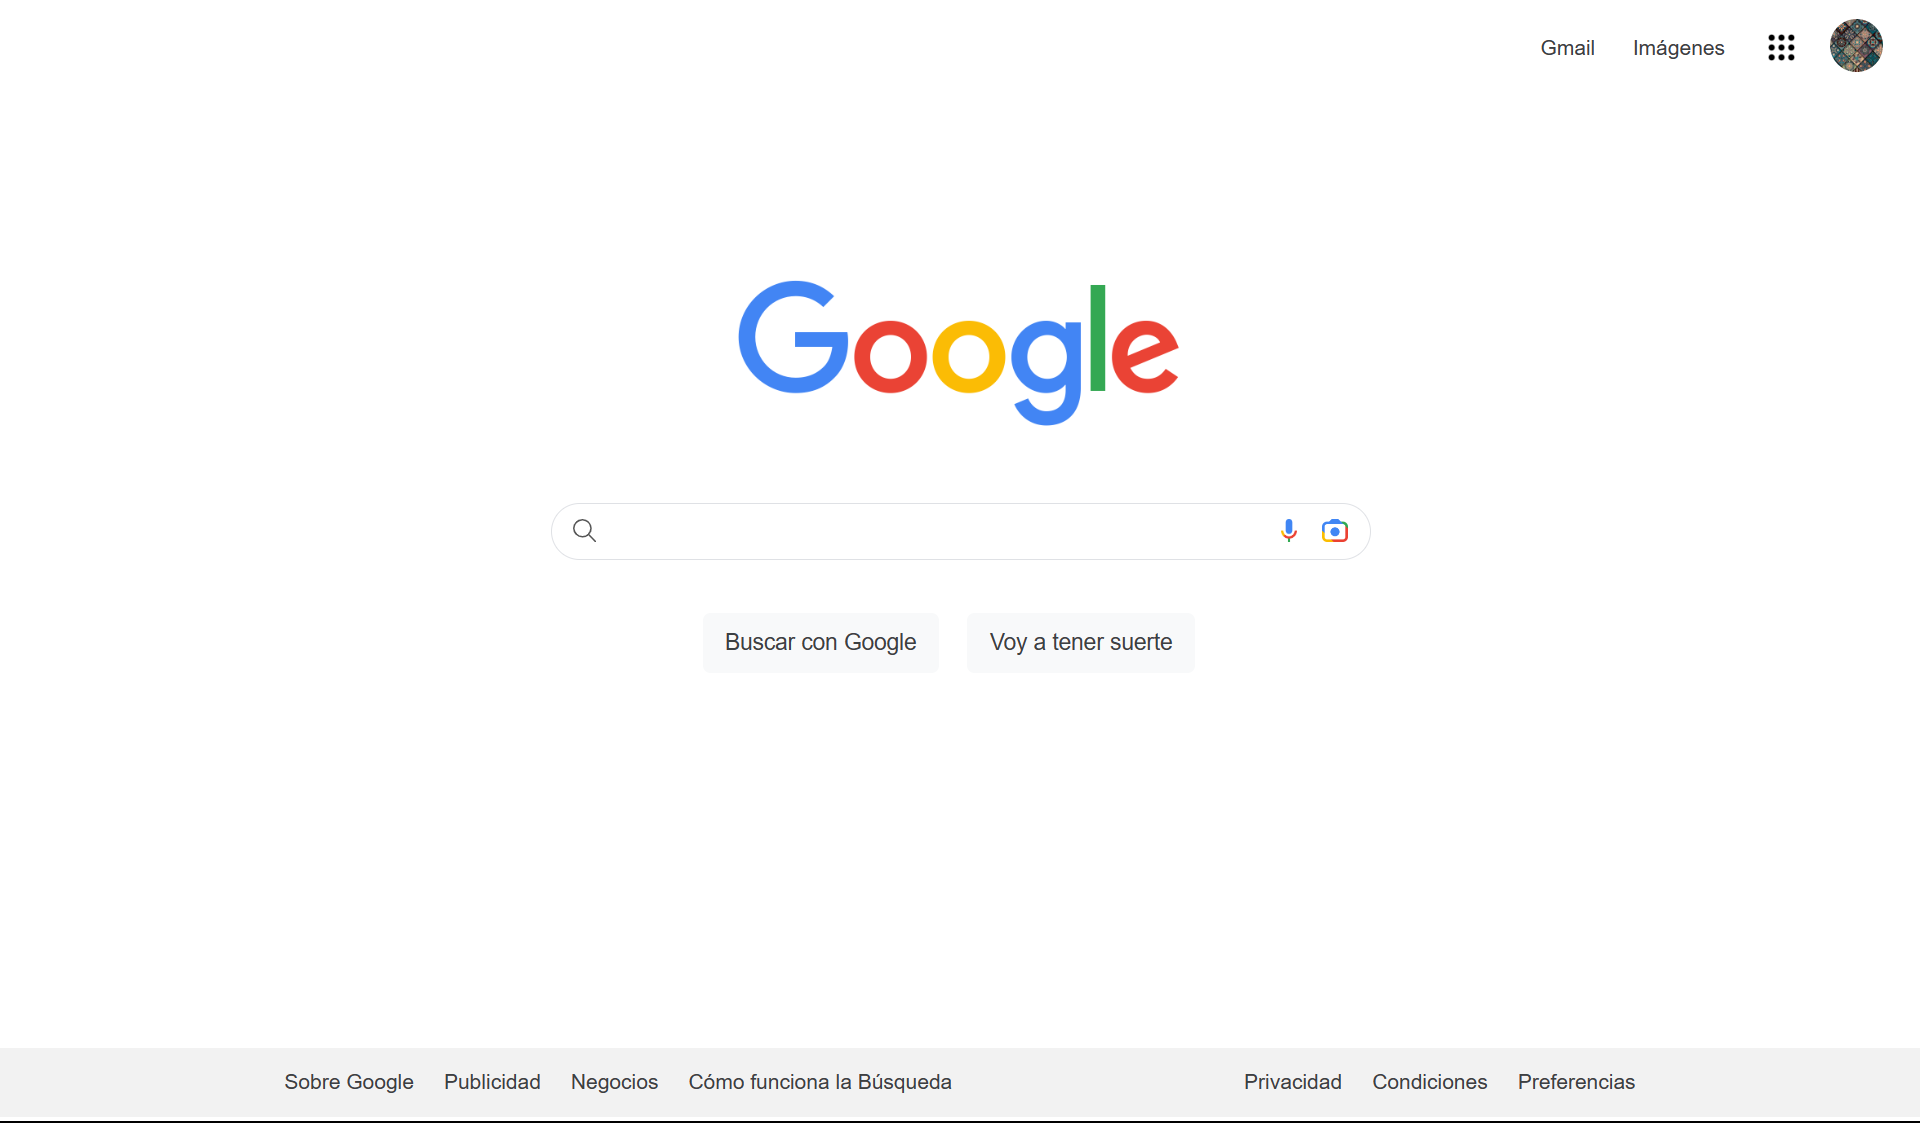 Gmail Imágenes
Google
Buscar con Google Voy a tener suerte
Sobre Google Publicidad Negocios Cómo funciona la Búsqueda Privacidad Condiciones Preferencias